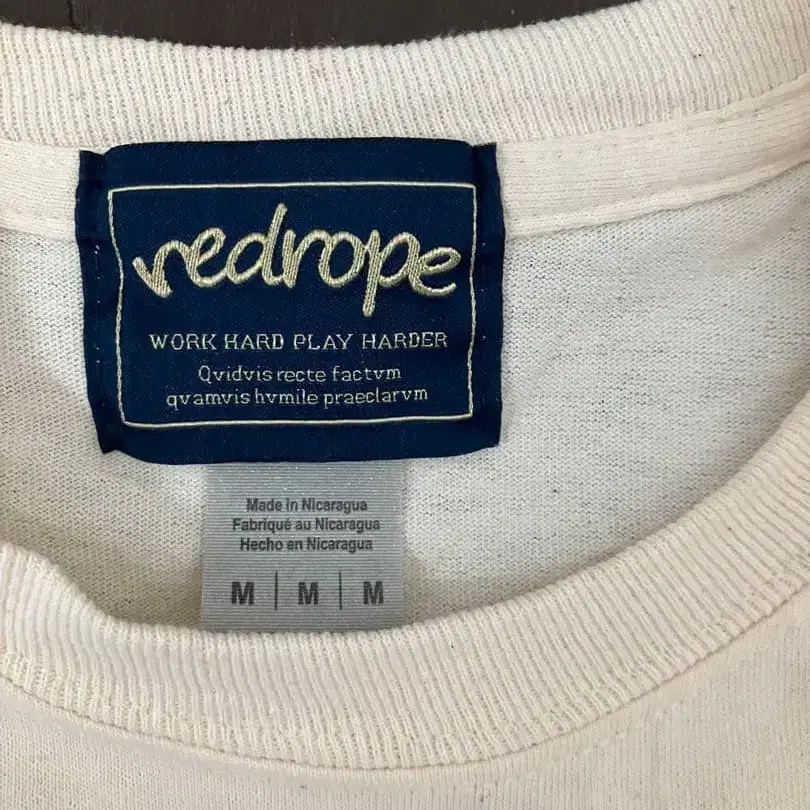 redrope
WORK HARD PLAY HARDER
Qvidvis recte factvm
qvamvis hvmile praeclarvm
Made in Nicaragua
Fabriqué au Nicaragua
Hecho en Nicaragua
M | M | M